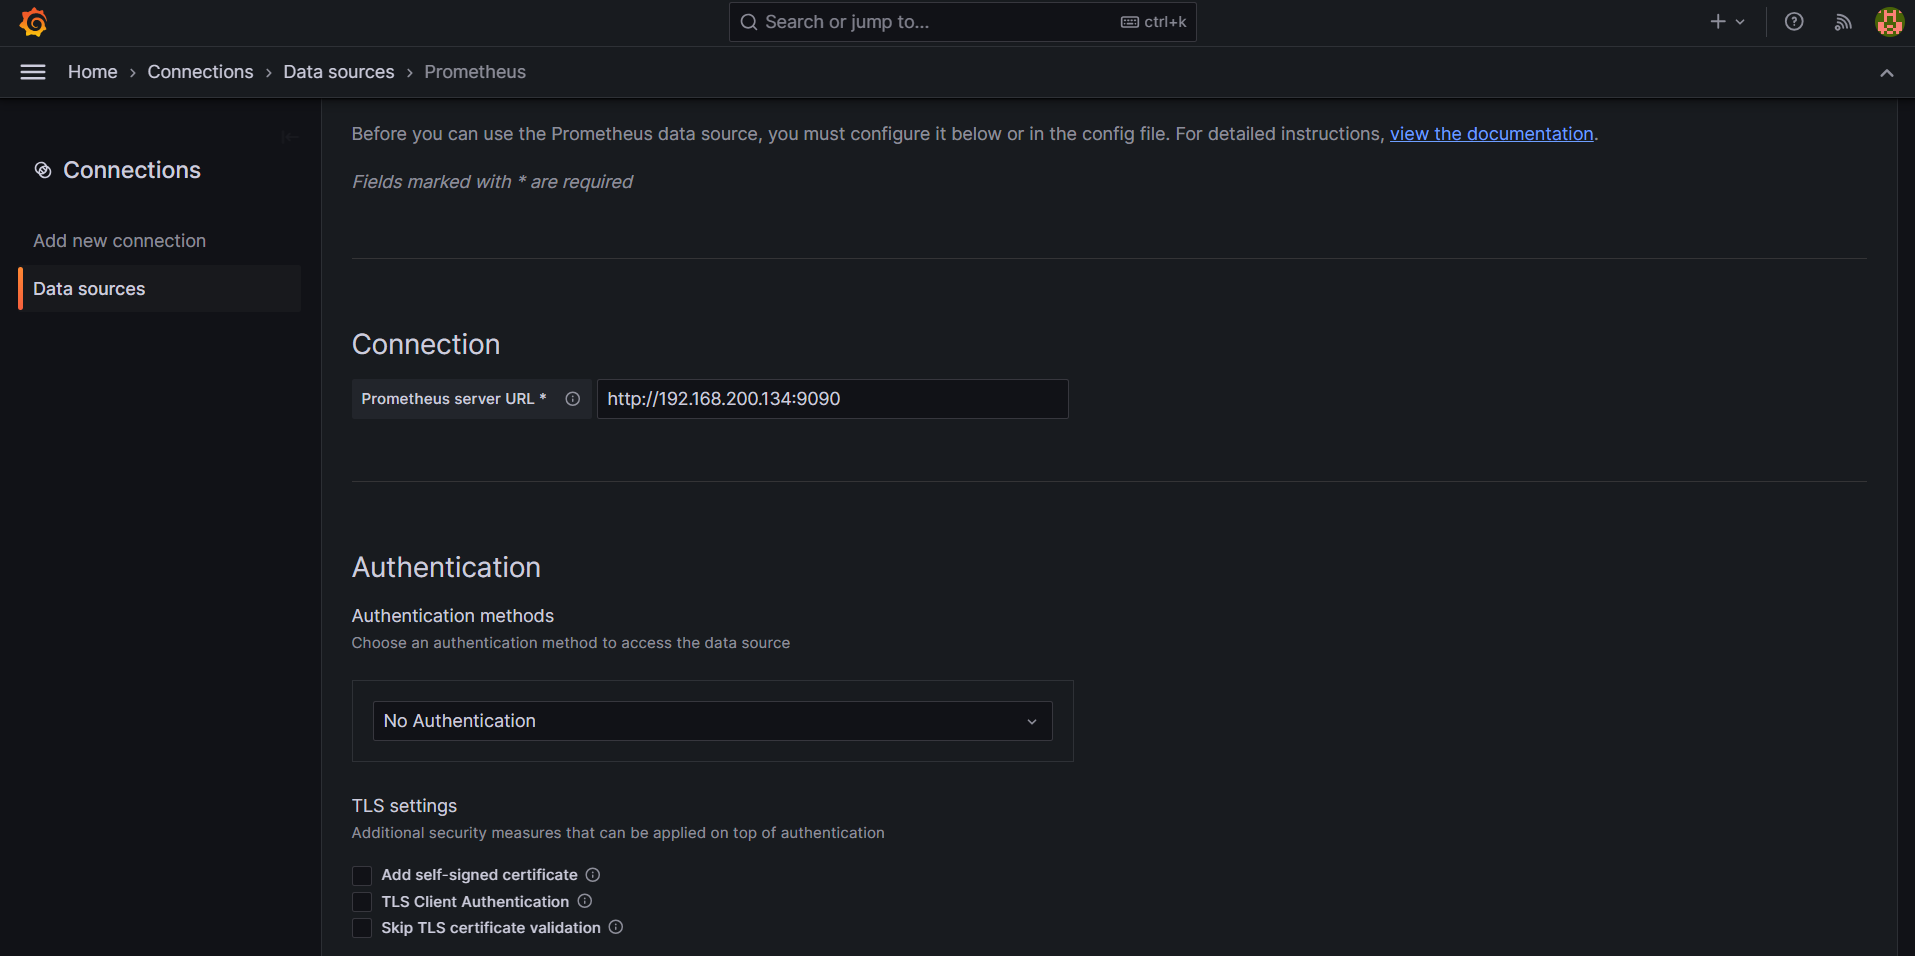 Search or jump to...
ctrl+k
Home › Connections › Data sources › Prometheus
Connections
Add new connection
Data sources
Before you can use the Prometheus data source, you must configure it below or in the config file. For detailed instructions, view the documentation.
Fields marked with * are required
Connection
Prometheus server URL *
http://192.168.200.134:9090
Authentication
Authentication methods
Choose an authentication method to access the data source
No Authentication
TLS settings
Additional security measures that can be applied on top of authentication
Add self-signed certificate
TLS Client Authentication
Skip TLS certificate validation